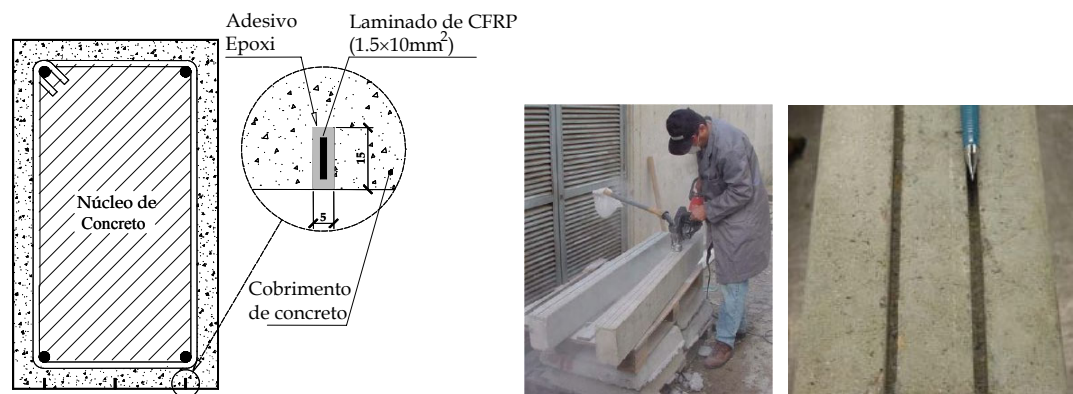 Adesivo
Epoxi
Laminado de CFRP
(1.5×10mm²)
15
5
Núcleo de
Concreto
Cobrimento
de concreto